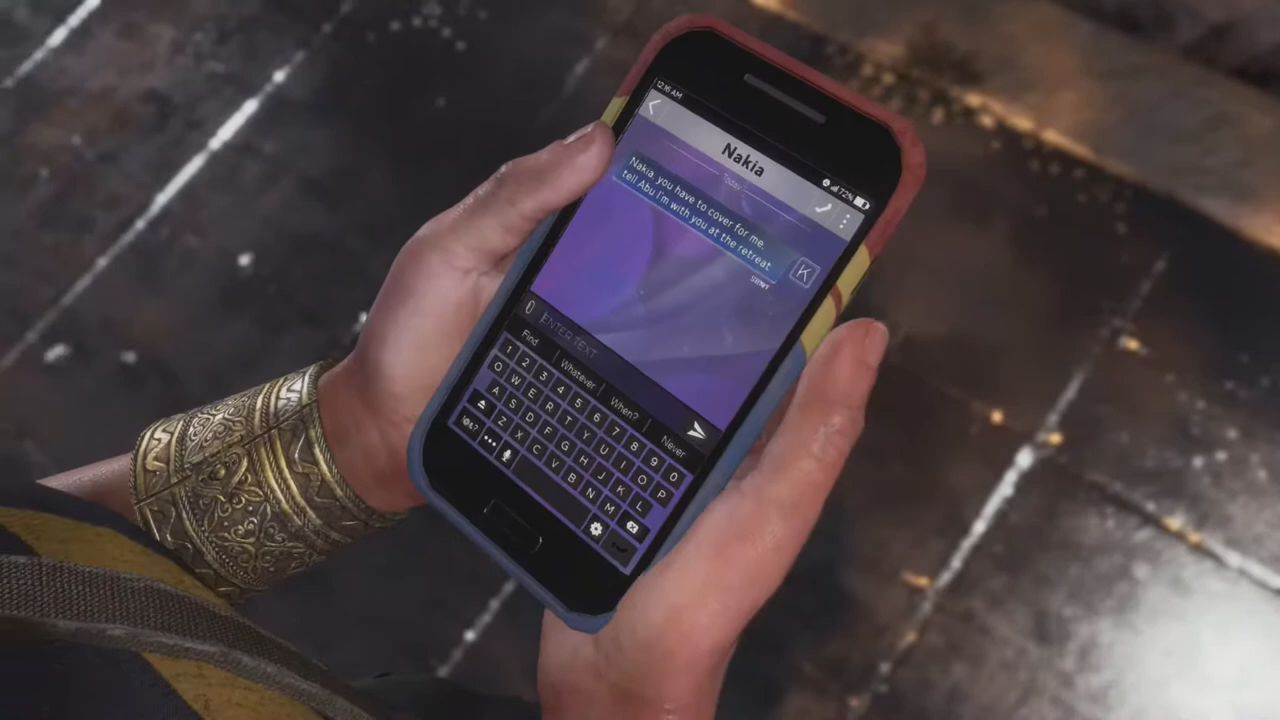 12:16 AM
72%
Nakia
Today
Nakia, you have to cover for me.
tell Abu I'm with you at the retreat
K
SENT
ENTER TEXT
Find Whatever When? Never
1 2 3 4 5 6 7 8 9 0
Q W E R T Y U I O P
A S D F G H J K L
Z X C V B N M
!@&?